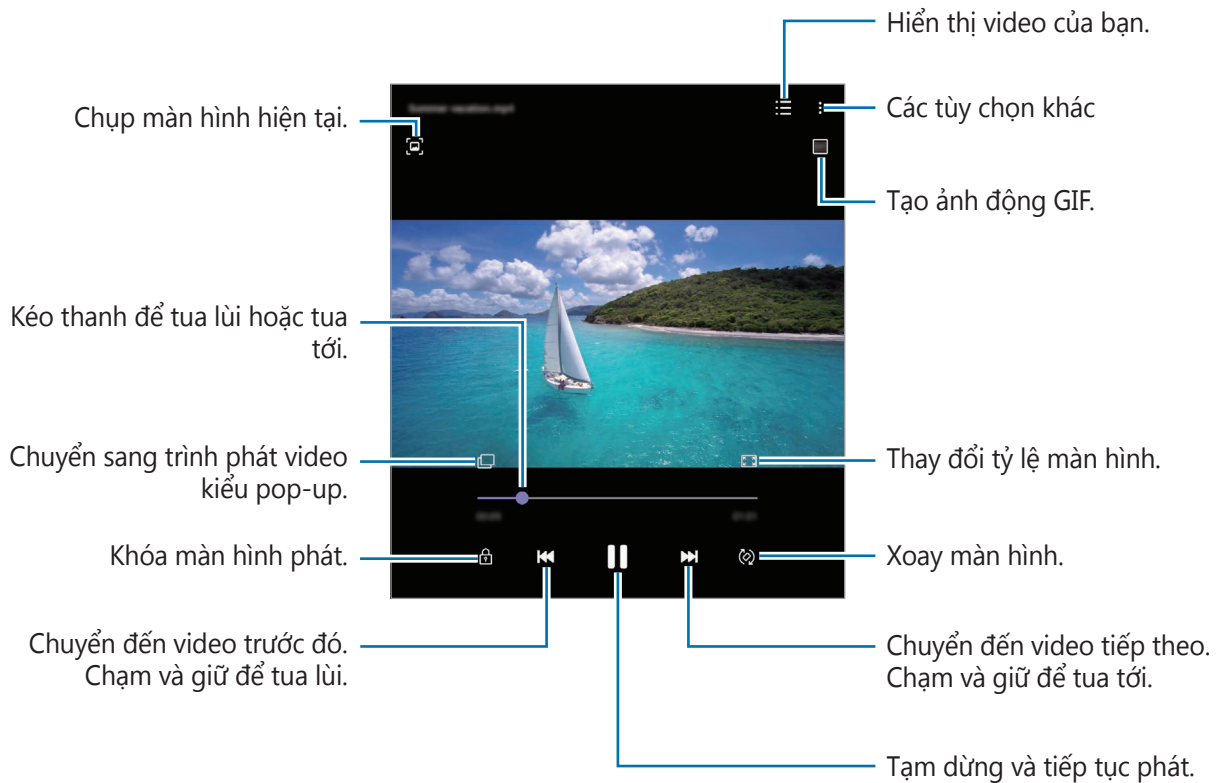 Hiển thị video của bạn.
Chụp màn hình hiện tại.
Các tùy chọn khác
Tạo ảnh động GIF.
Kéo thanh để tua lùi hoặc tua
tới.
Chuyển sang trình phát video
kiểu pop-up.
Thay đổi tỷ lệ màn hình.
Khóa màn hình phát.
Xoay màn hình.
Chuyển đến video trước đó.
Chạm và giữ để tua lùi.
Chuyển đến video tiếp theo.
Chạm và giữ để tua tới.
Tạm dừng và tiếp tục phát.